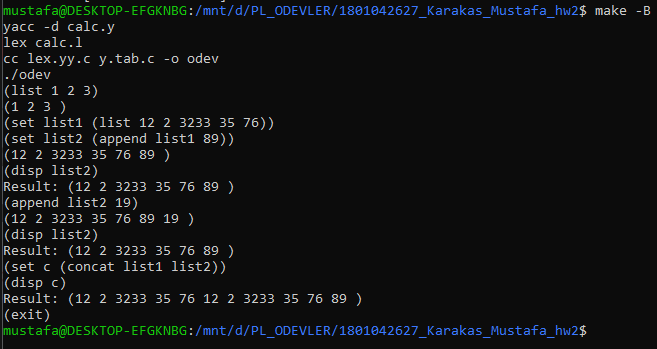 mustafa@DESKTOP-EFGKNBG:/mnt/d/PL_ODEVLER/1801042627_Karakas_Mustafa_hw2$ make -B
yacc -d calc.y
lex calc.l
cc lex.yy.c y.tab.c -o odev
./odev
(list 1 2 3)
(1 2 3 )
(set list1 (list 12 2 3233 35 76))
(set list2 (append list1 89))
(12 2 3233 35 76 89 )
(disp list2)
Result: (12 2 3233 35 76 89 )
(append list2 19)
(12 2 3233 35 76 89 19 )
(disp list2)
Result: (12 2 3233 35 76 89 )
(set c (concat list1 list2))
(disp c)
Result: (12 2 3233 35 76 12 2 3233 35 76 89 )
(exit)
mustafa@DESKTOP-EFGKNBG:/mnt/d/PL_ODEVLER/1801042627_Karakas_Mustafa_hw2$